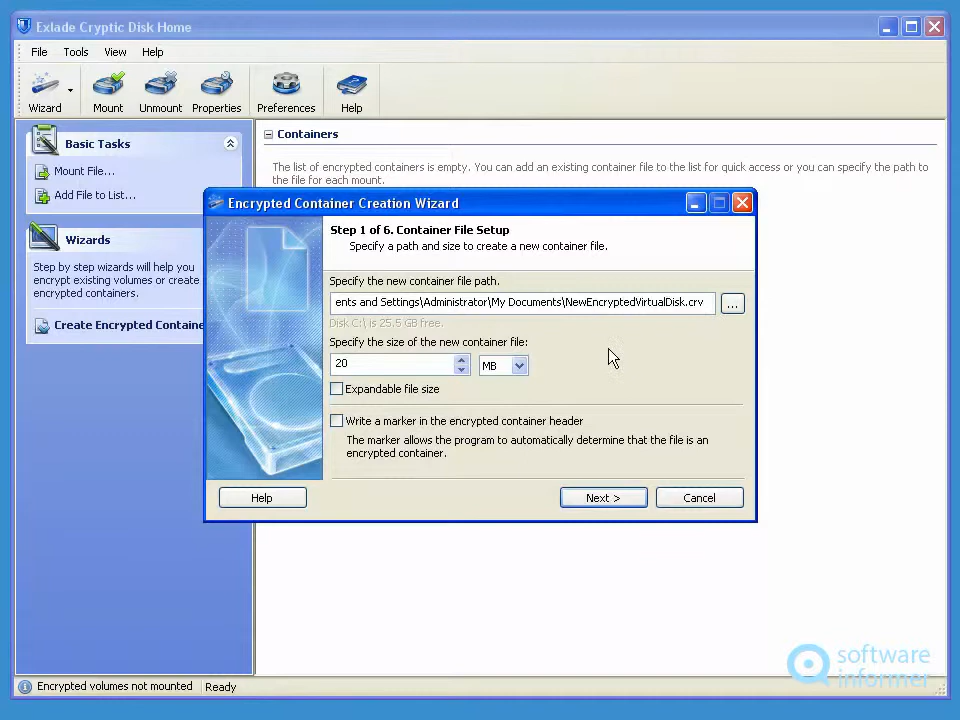 Exlade Cryptic Disk Home
File Tools View Help
Wizard Mount Unmount Properties Preferences Help
Basic Tasks
Mount File...
Add File to List...
Wizards
Step by step wizards will help you
encrypt existing volumes or create
encrypted containers.
Create Encrypted Containe
Containers
The list of encrypted containers is empty. You can add an existing container file to the list for quick access or you can specify the path to
the file for each mount.
Encrypted Container Creation Wizard
Step 1 of 6. Container File Setup
Specify a path and size to create a new container file.
Specify the new container file path.
ents and Settings\Administrator\My Documents\NewEncryptedVirtualDisk.crv
...
Disk C:\ is 25.5 GB free.
Specify the size of the new container file:
20 MB
Expandable file size
Write a marker in the encrypted container header
The marker allows the program to automatically determine that the file is an
encrypted container.
Help Next > Cancel
Encrypted volumes not mounted Ready
software
informer